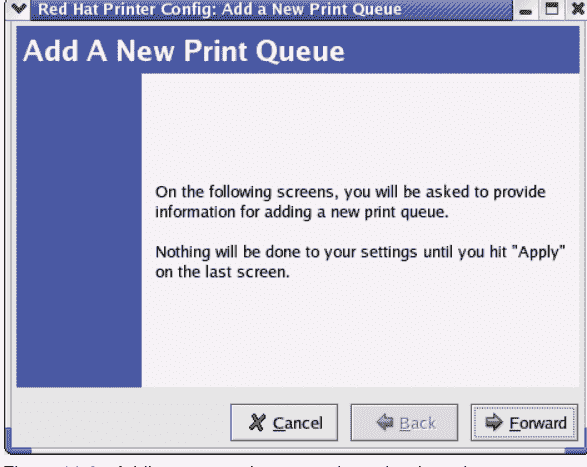 Red Hat Printer Config: Add a New Print Queue
Add A New Print Queue
On the following screens, you will be asked to provide
information for adding a new print queue.
Nothing will be done to your settings until you hit "Apply"
on the last screen.
Cancel
Back
Forward